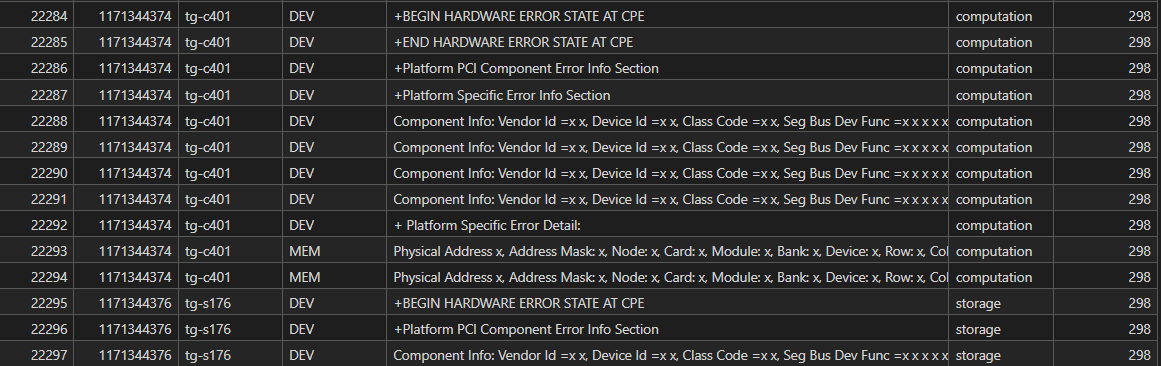 22284 1171344374 tg-c401 DEV +BEGIN HARDWARE ERROR STATE AT CPE computation 298
22285 1171344374 tg-c401 DEV +END HARDWARE ERROR STATE AT CPE computation 298
22286 1171344374 tg-c401 DEV +Platform PCI Component Error Info Section computation 298
22287 1171344374 tg-c401 DEV +Platform Specific Error Info Section computation 298
22288 1171344374 tg-c401 DEV Component Info: Vendor Id =x x, Device Id =x x, Class Code =x x, Seg Bus Dev Func =x x x x x computation 298
22289 1171344374 tg-c401 DEV Component Info: Vendor Id =x x, Device Id =x x, Class Code =x x, Seg Bus Dev Func =x x x x x computation 298
22290 1171344374 tg-c401 DEV Component Info: Vendor Id =x x, Device Id =x x, Class Code =x x, Seg Bus Dev Func =x x x x x computation 298
22291 1171344374 tg-c401 DEV Component Info: Vendor Id =x x, Device Id =x x, Class Code =x x, Seg Bus Dev Func =x x x x x computation 298
22292 1171344374 tg-c401 DEV + Platform Specific Error Detail: computation 298
22293 1171344374 tg-c401 MEM Physical Address x, Address Mask: x, Node: x, Card: x, Module: x, Bank: x, Device: x, Row: x, Col computation 298
22294 1171344374 tg-c401 MEM Physical Address x, Address Mask: x, Node: x, Card: x, Module: x, Bank: x, Device: x, Row: x, Col computation 298
22295 1171344376 tg-s176 DEV +BEGIN HARDWARE ERROR STATE AT CPE storage 298
22296 1171344376 tg-s176 DEV +Platform PCI Component Error Info Section storage 298
22297 1171344376 tg-s176 DEV Component Info: Vendor Id =x x, Device Id =x x, Class Code =x x, Seg Bus Dev Func =x x x x x storage 298